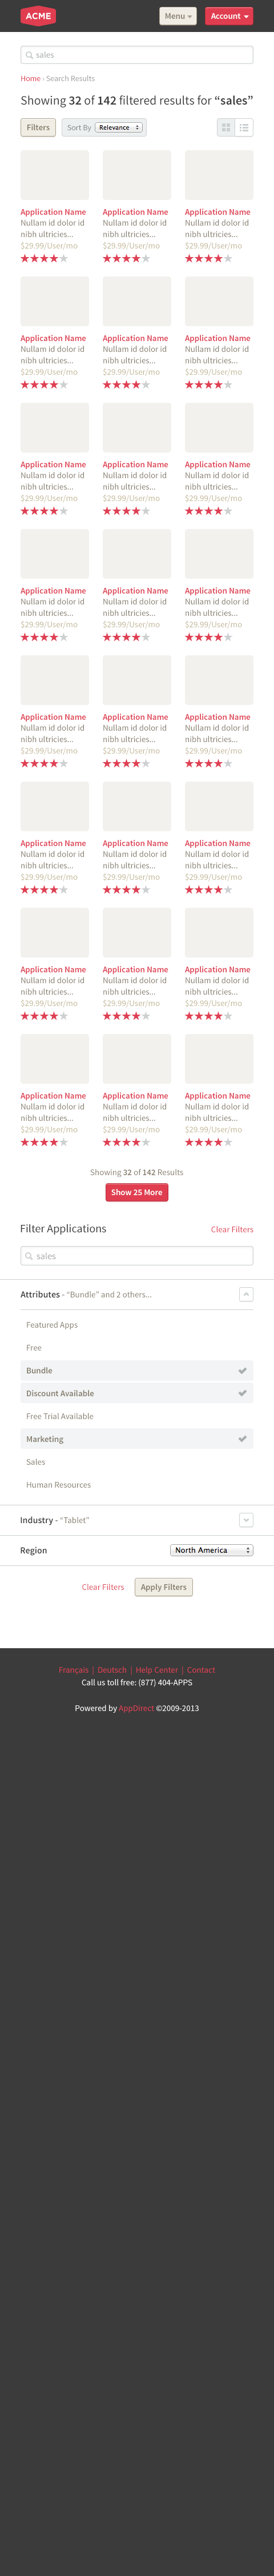 ACME Menu Account
sales
Home › Search Results
Showing 32 of 142 filtered results for “sales”
Filters Sort By Relevance
Application Name Application Name Application Name
Nullam id dolor id Nullam id dolor id Nullam id dolor id
nibh ultricies... nibh ultricies... nibh ultricies...
$29.99/User/mo $29.99/User/mo $29.99/User/mo
Application Name Application Name Application Name
Nullam id dolor id Nullam id dolor id Nullam id dolor id
nibh ultricies... nibh ultricies... nibh ultricies...
$29.99/User/mo $29.99/User/mo $29.99/User/mo
Application Name Application Name Application Name
Nullam id dolor id Nullam id dolor id Nullam id dolor id
nibh ultricies... nibh ultricies... nibh ultricies...
$29.99/User/mo $29.99/User/mo $29.99/User/mo
Application Name Application Name Application Name
Nullam id dolor id Nullam id dolor id Nullam id dolor id
nibh ultricies... nibh ultricies... nibh ultricies...
$29.99/User/mo $29.99/User/mo $29.99/User/mo
Application Name Application Name Application Name
Nullam id dolor id Nullam id dolor id Nullam id dolor id
nibh ultricies... nibh ultricies... nibh ultricies...
$29.99/User/mo $29.99/User/mo $29.99/User/mo
Application Name Application Name Application Name
Nullam id dolor id Nullam id dolor id Nullam id dolor id
nibh ultricies... nibh ultricies... nibh ultricies...
$29.99/User/mo $29.99/User/mo $29.99/User/mo
Application Name Application Name Application Name
Nullam id dolor id Nullam id dolor id Nullam id dolor id
nibh ultricies... nibh ultricies... nibh ultricies...
$29.99/User/mo $29.99/User/mo $29.99/User/mo
Application Name Application Name Application Name
Nullam id dolor id Nullam id dolor id Nullam id dolor id
nibh ultricies... nibh ultricies... nibh ultricies...
$29.99/User/mo $29.99/User/mo $29.99/User/mo
Showing 32 of 142 Results
Show 25 More
Filter Applications Clear Filters
sales
Attributes - “Bundle” and 2 others...
Featured Apps
Free
Bundle
Discount Available
Free Trial Available
Marketing
Sales
Human Resources
Industry - “Tablet”
Region North America
Clear Filters Apply Filters
Français | Deutsch | Help Center | Contact
Call us toll free: (877) 404-APPS
Powered by AppDirect ©2009-2013